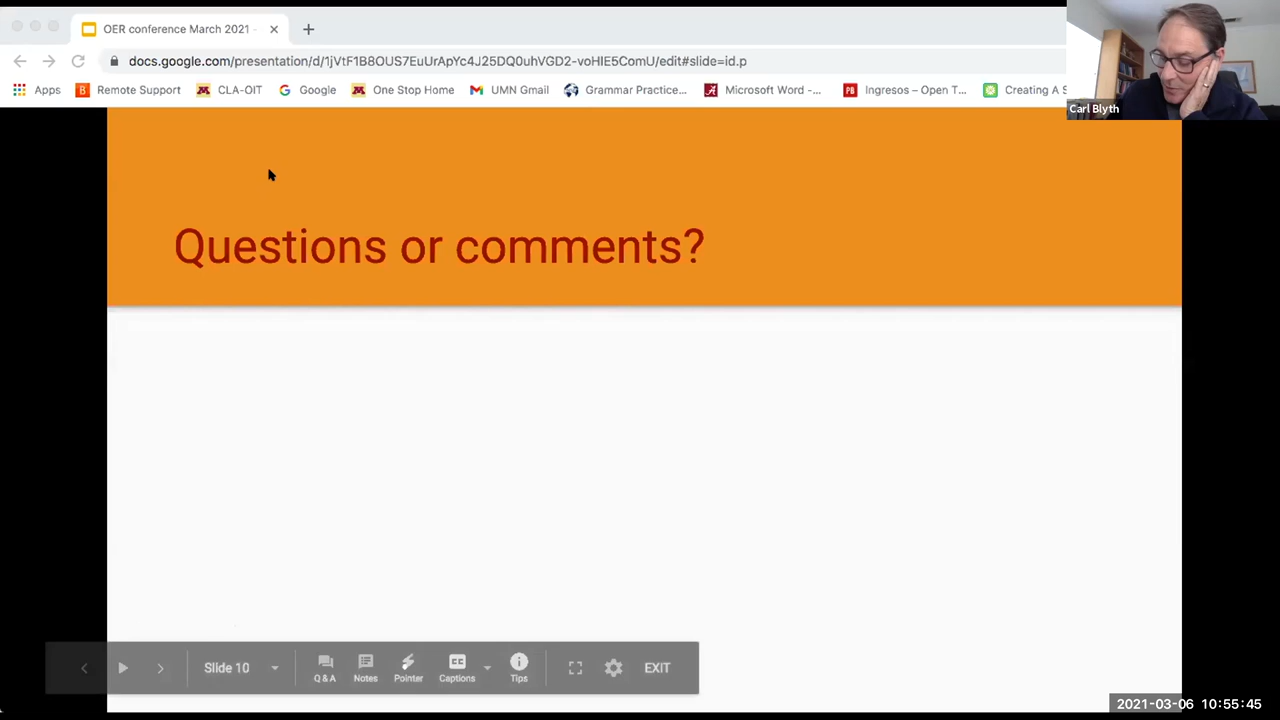 OER conference March 2021 -
docs.google.com/presentation/d/1jVtF1B8OUS7EuUrApYc4J25DQ0uhVGD2-voHIE5ComU/edit#slide=id.p
Apps Remote Support CLA-OIT Google One Stop Home UMN Gmail Grammar Practice... Microsoft Word -... Ingresos – Open T... Creating A S
Carl Blyth
Questions or comments?
Slide 10 Q & A Notes Pointer Captions Tips EXIT
2021-03-06 10:55:45